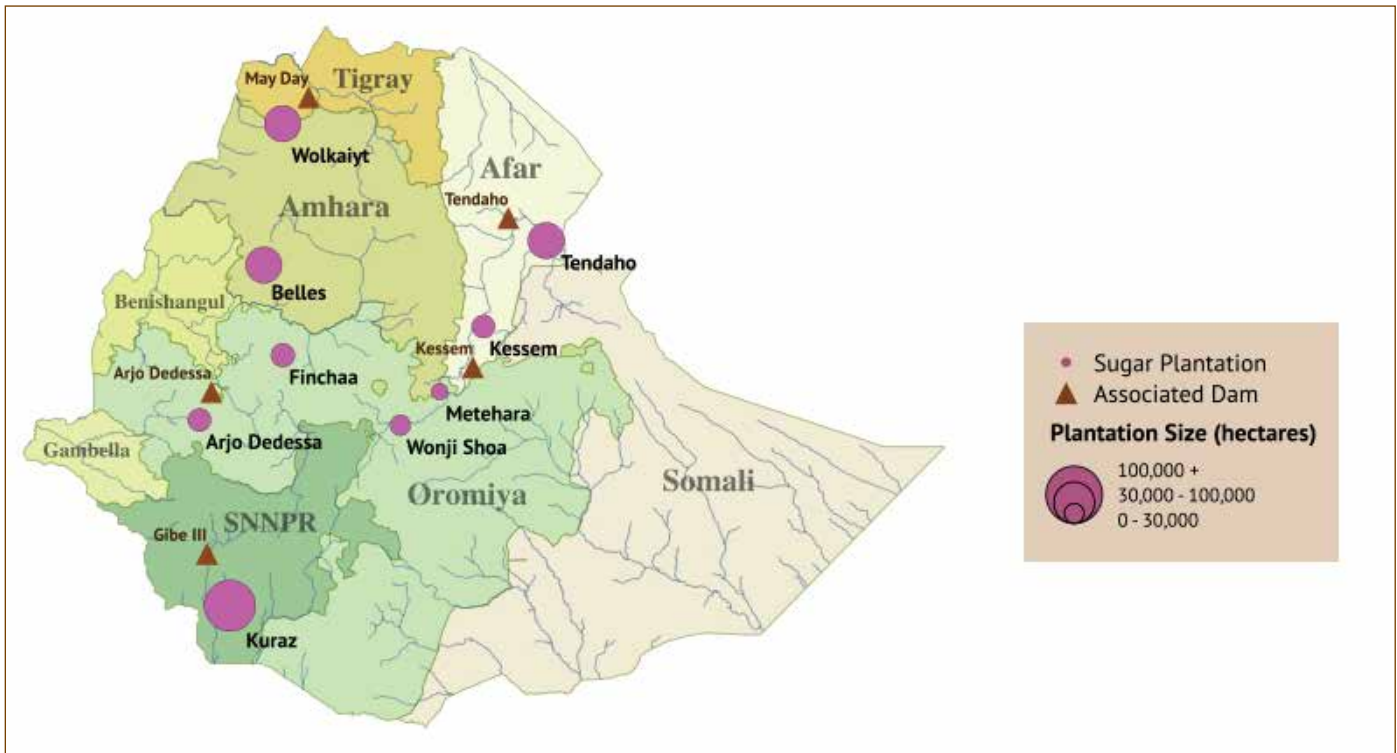 May Day
Tigray
Wolkaiyt
Afar
Tendaho
Amhara
Tendaho
Belles
Benishangul
Kessem
Kessem
Finchaa
Arjo Dedessa
Metehara
Arjo Dedessa
Wonji Shoa
Gambella
Oromiya
Somali
SNNPR
Gibe III
Kuraz
Sugar Plantation
Associated Dam
Plantation Size (hectares)
100,000 +
30,000 - 100,000
0 - 30,000